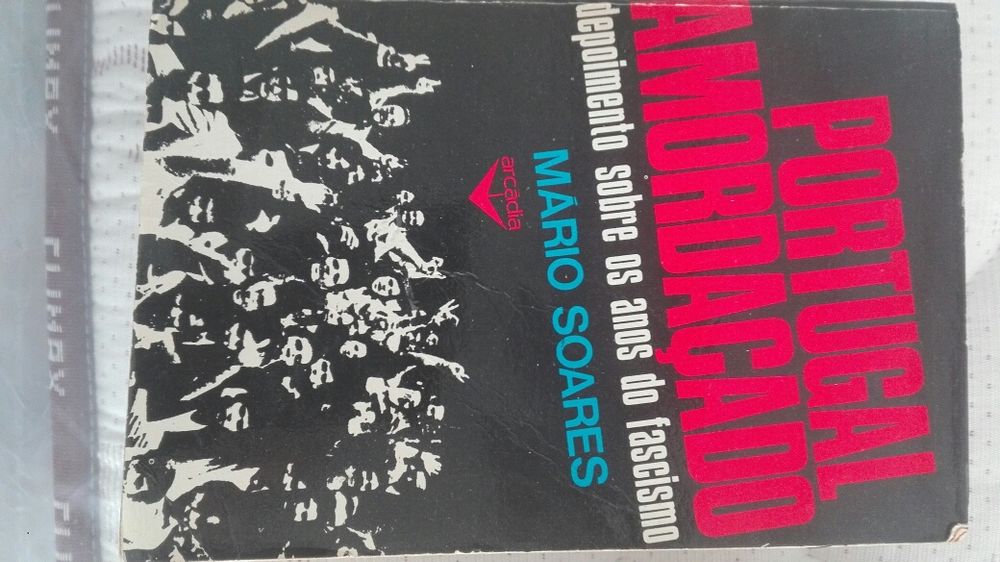 PORTUGAL
AMORDAÇADO
depoimento sobre os anos do fascismo
MÁRIO SOARES
arcádia